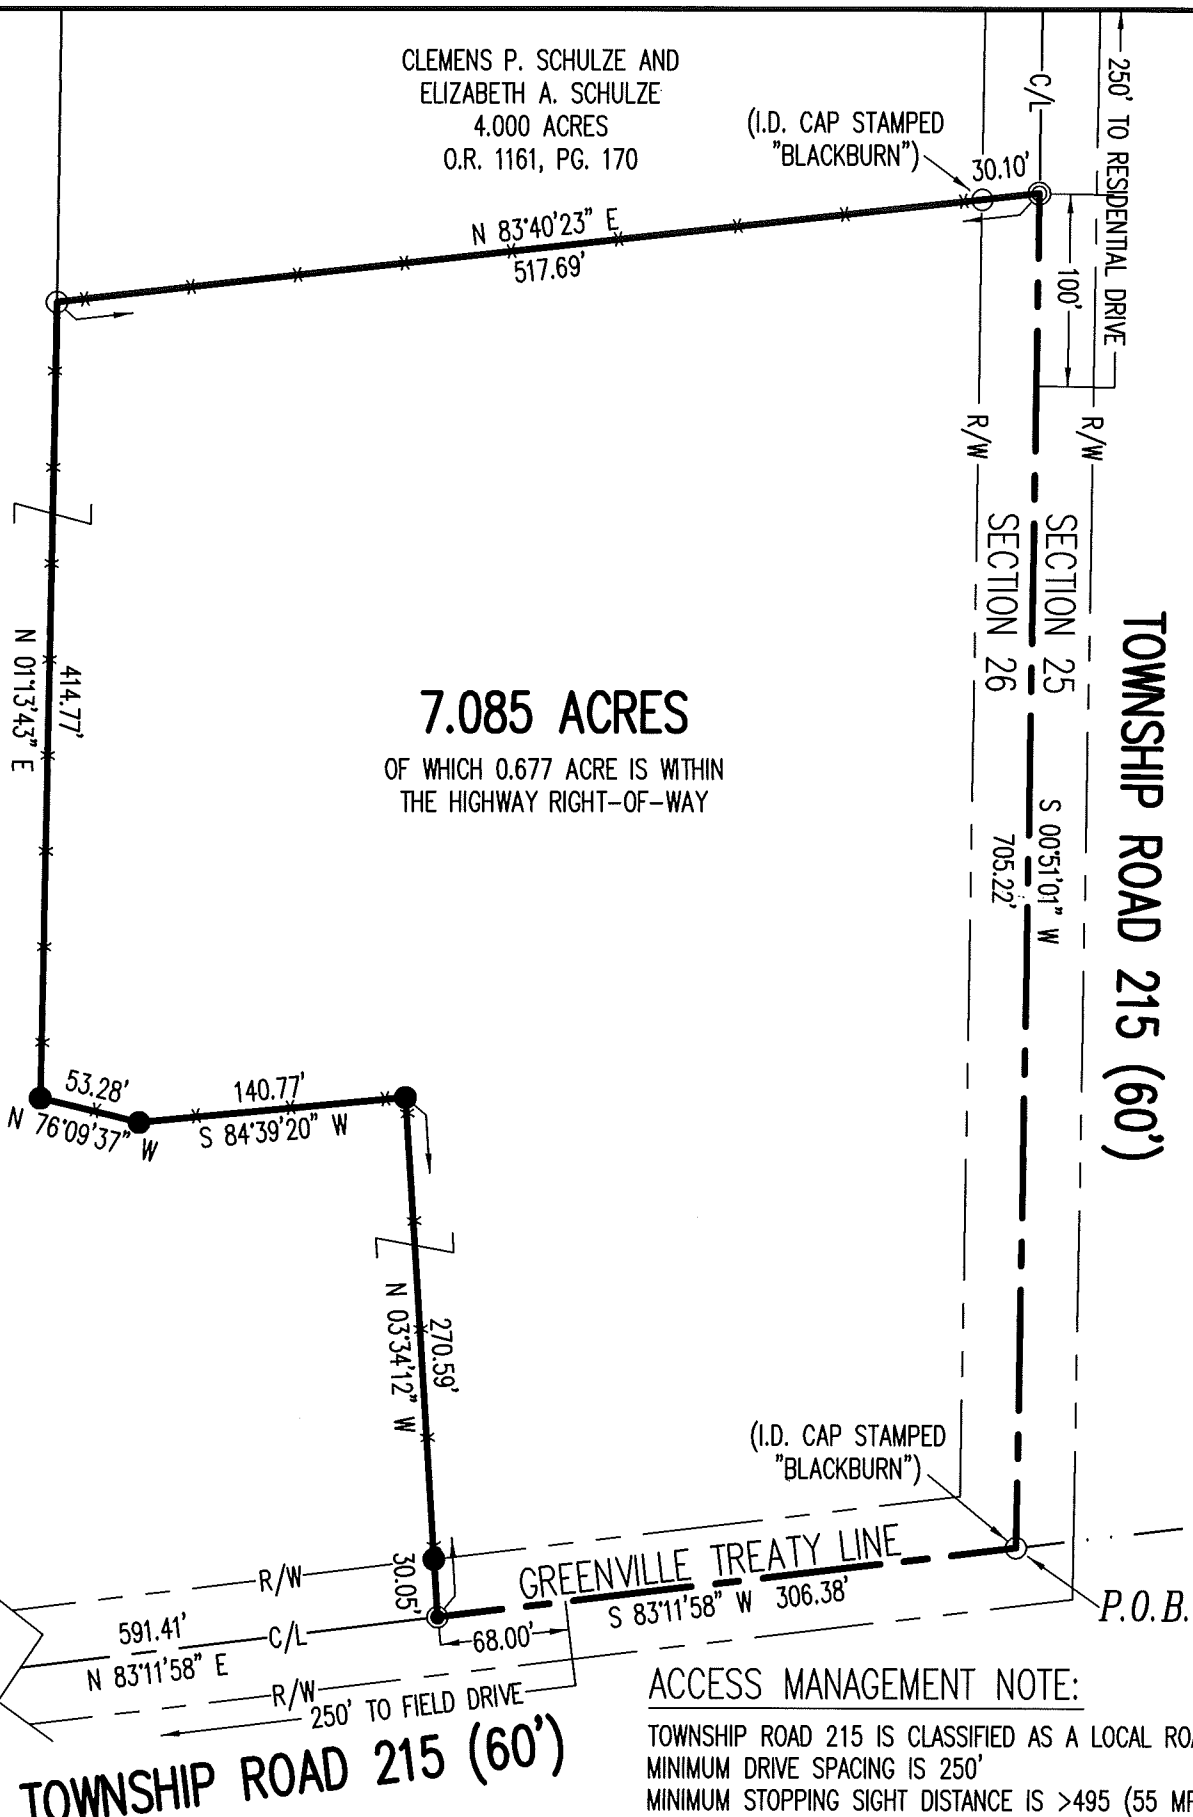 CLEMENS P. SCHULZE AND
ELIZABETH A. SCHULZE
4.000 ACRES
O.R. 1161, PG. 170
(I.D. CAP STAMPED
"BLACKBURN")
30.10'
C/L
250' TO RESIDENTIAL DRIVE
100'
N 83°40'23" E
517.69'
R/W
R/W
SECTION 25
SECTION 26
TOWNSHIP ROAD 215 (60')
S 00°51'01" W
705.22'
414.77'
N 01°13'43" E
7.085 ACRES
OF WHICH 0.677 ACRE IS WITHIN
THE HIGHWAY RIGHT-OF-WAY
53.28'
N 76°09'37" W
140.77'
S 84°39'20" W
270.59'
N 03°34'12" W
(I.D. CAP STAMPED
"BLACKBURN")
30.05'
GREENVILLE TREATY LINE
S 83°11'58" W 306.38'
P.O.B.
R/W
591.41'
C/L
N 83°11'58" E
68.00'
R/W
250' TO FIELD DRIVE
TOWNSHIP ROAD 215 (60')
ACCESS MANAGEMENT NOTE:
TOWNSHIP ROAD 215 IS CLASSIFIED AS A LOCAL
MINIMUM DRIVE SPACING IS 250'
MINIMUM STOPPING SIGHT DISTANCE IS >495 (55